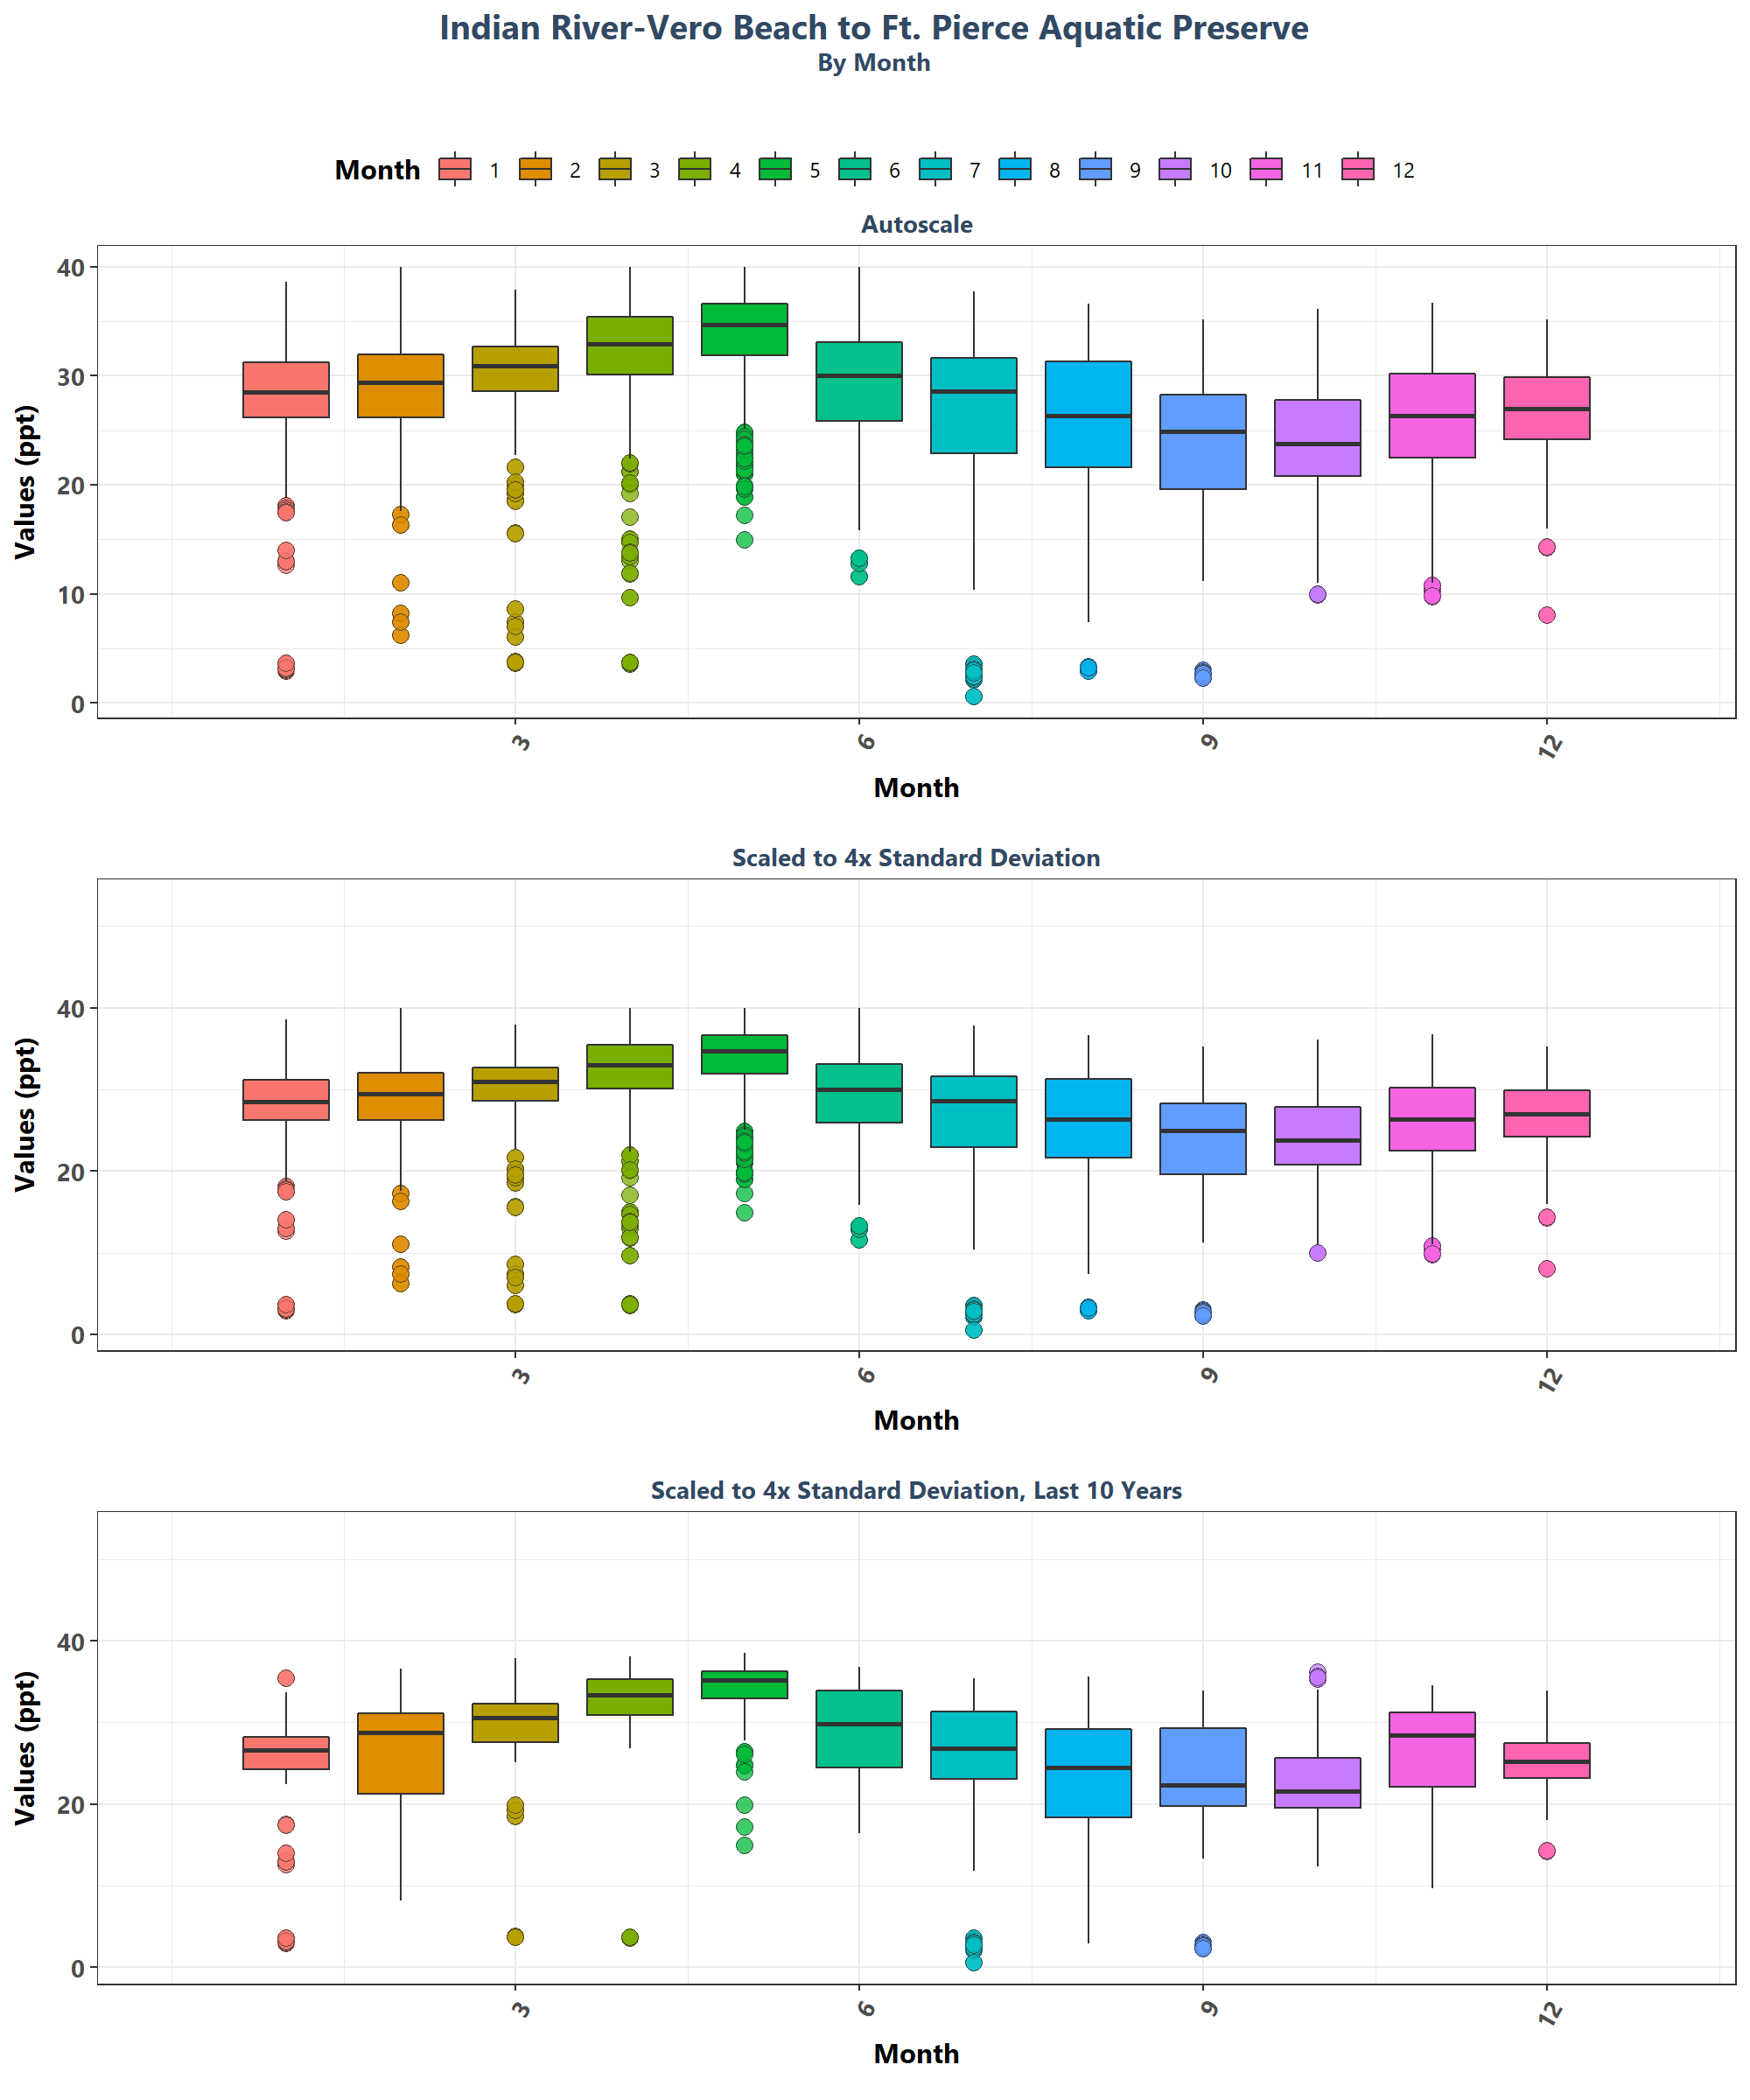 Indian River-Vero Beach to Ft. Pierce Aquatic Preserve
By Month
Month 1 2 3 4 5 6 7 8 9 10 11 12
Autoscale
Values (ppt)
40
30
20
10
0
3 6 9 12
Month
Scaled to 4x Standard Deviation
Values (ppt)
40
20
0
3 6 9 12
Month
Scaled to 4x Standard Deviation, Last 10 Years
Values (ppt)
40
20
0
3 6 9 12
Month